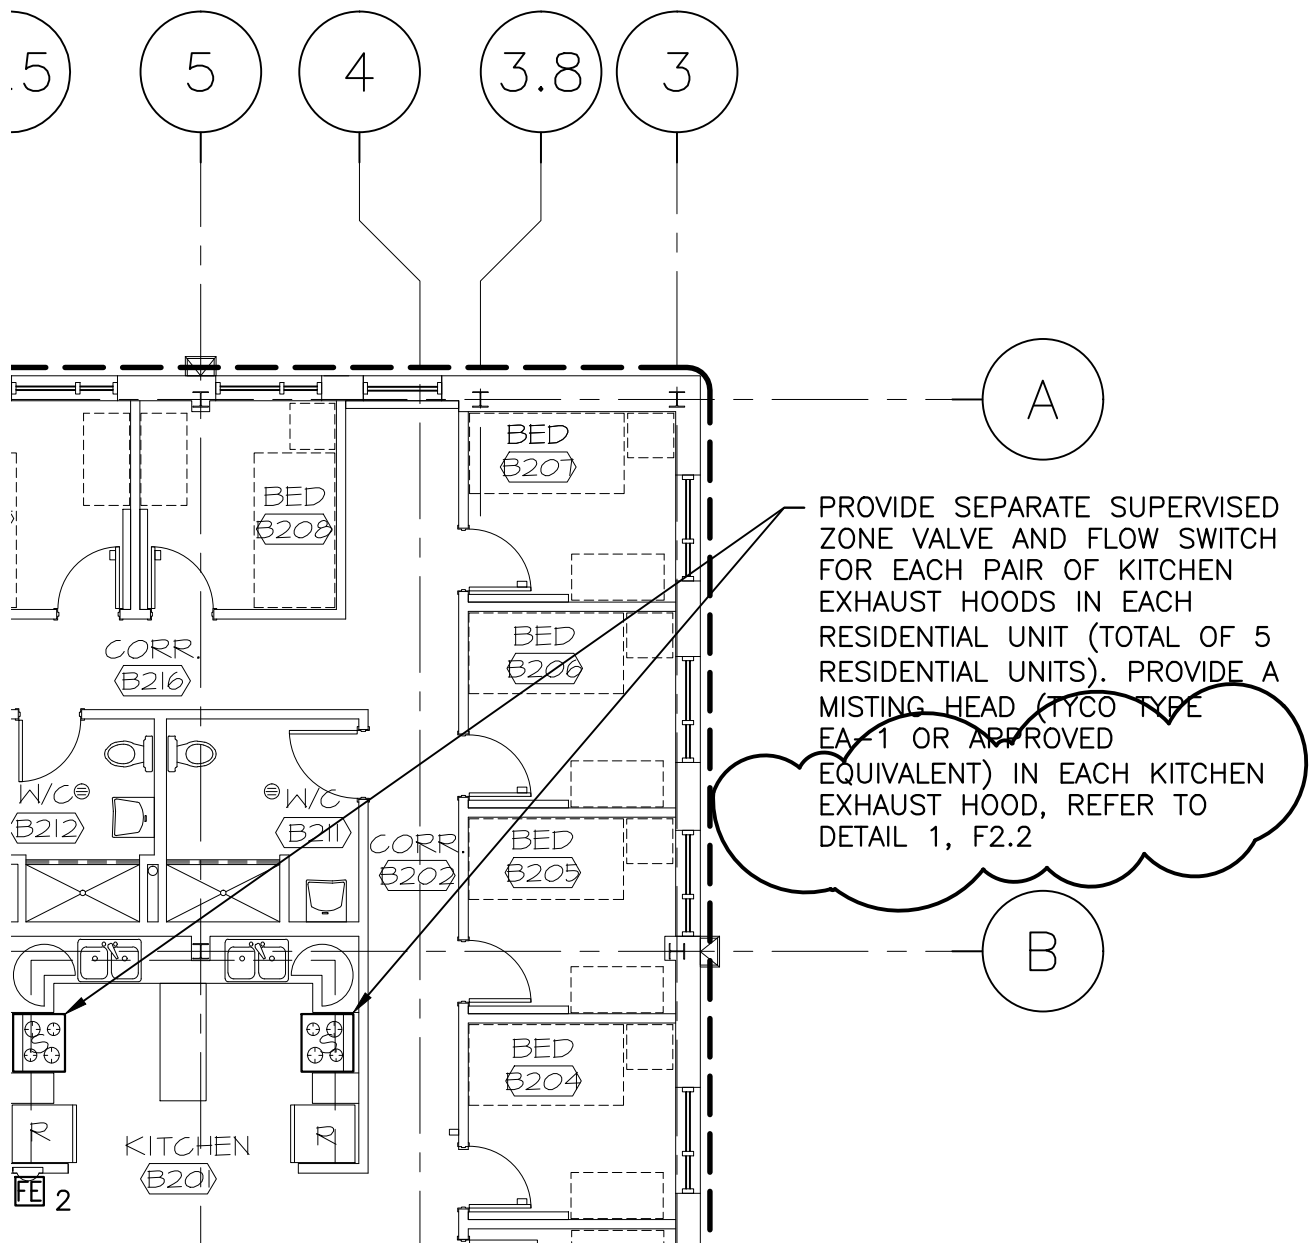 .5
5
4
3.8
3
A
BED
B207
BED
B208
PROVIDE SEPARATE SUPERVISED
ZONE VALVE AND FLOW SWITCH
FOR EACH PAIR OF KITCHEN
EXHAUST HOODS IN EACH
RESIDENTIAL UNIT (TOTAL OF 5
RESIDENTIAL UNITS). PROVIDE A
MISTING HEAD (TYCO TYPE
EA-1 OR APPROVED
EQUIVALENT) IN EACH KITCHEN
EXHAUST HOOD, REFER TO
DETAIL 1, F2.2
CORR.
B216
BED
B206
W/C
B212
W/C
B211
CORR.
B202
BED
B205
B
S
S
BED
B204
R
R
KITCHEN
B201
FE 2